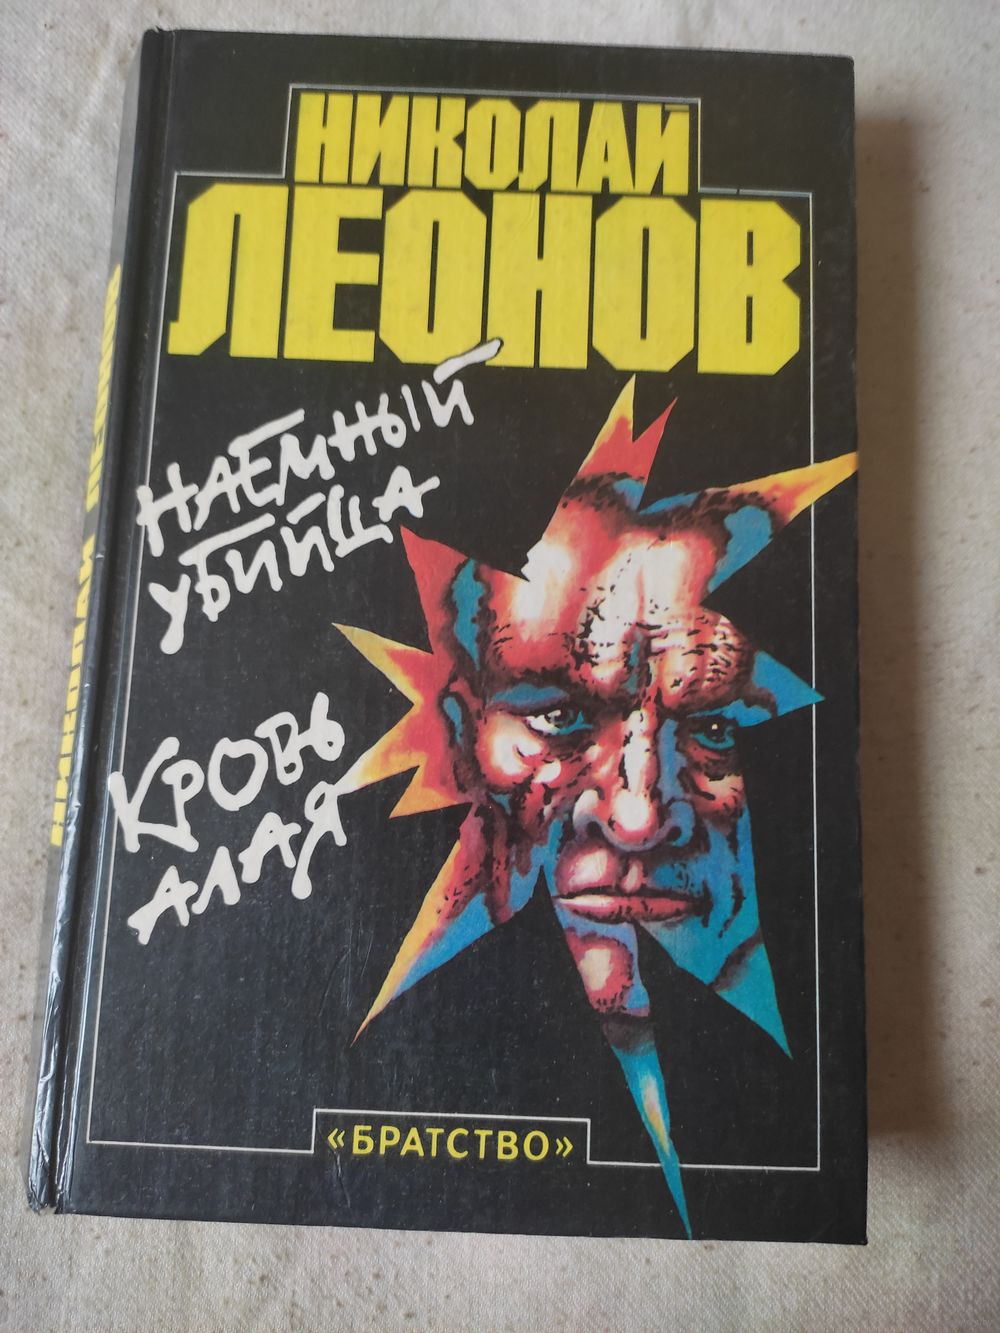 НИКОЛАЙ
ЛЕОНОВ
НАЕМНЫЙ
УБИЙЦА
КРОВЬ
АЛАЯ
«БРАТСТВО»
НИКОЛАЙ ЛЕОНОВ